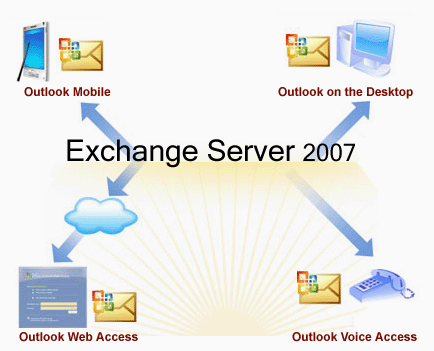 Outlook Mobile
Outlook on the Desktop
Exchange Server 2007
Outlook Web Access
Outlook Voice Access